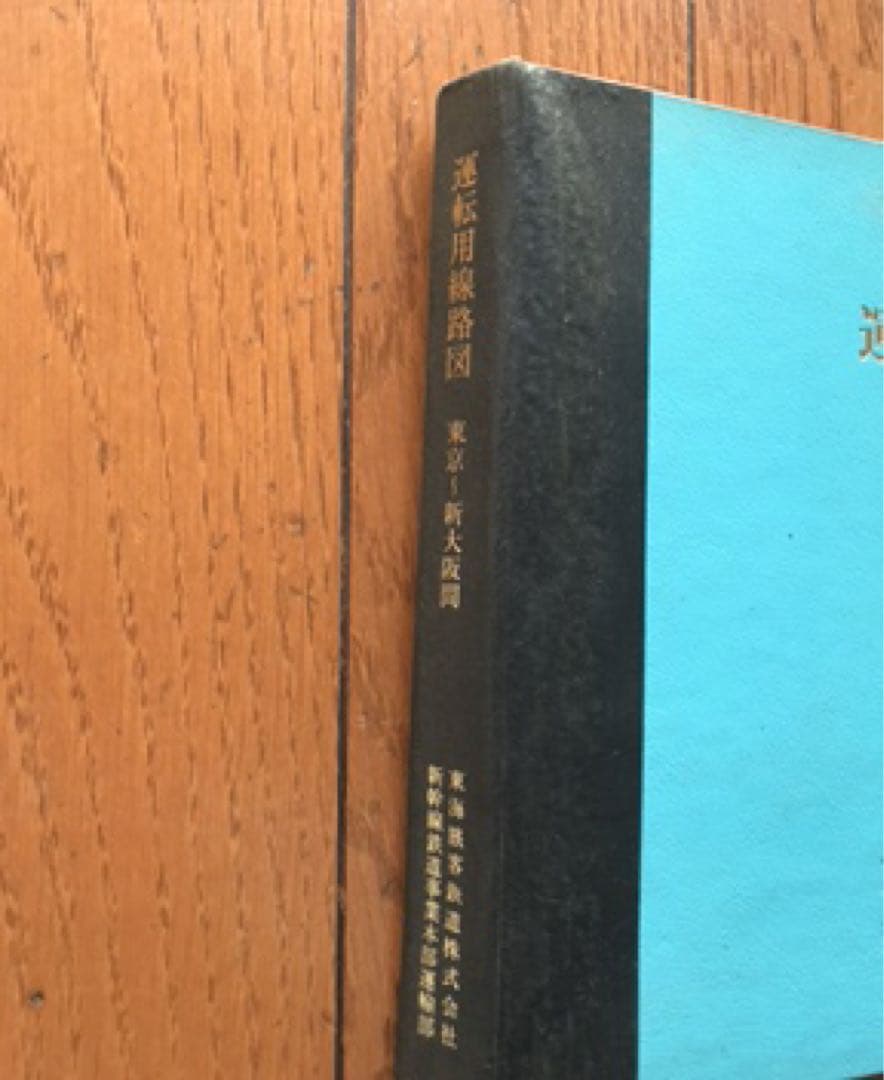 運転用線路図
東京〜新大阪間
東海旅客鉄道株式会社
新幹線鉄道事業本部運輸部
運